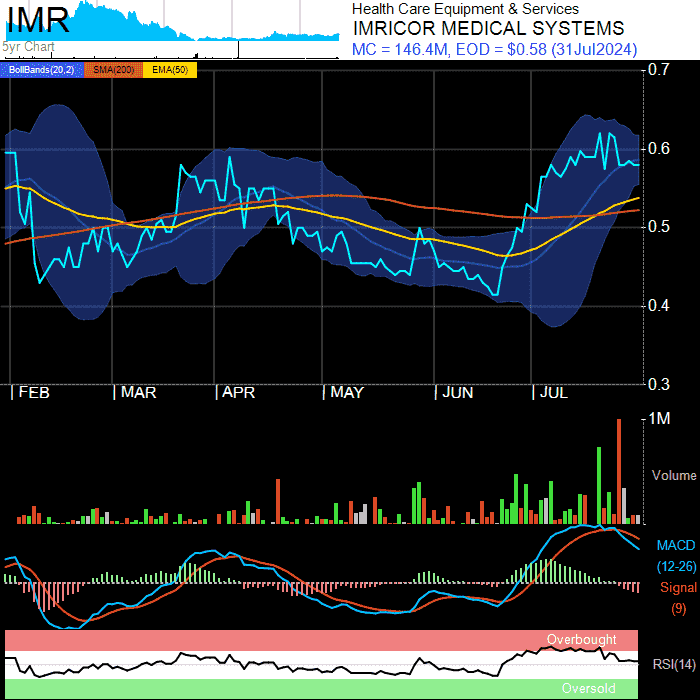 IMR
5yr Chart
Health Care Equipment & Services
IMRICOR MEDICAL SYSTEMS
MC = 146.4M, EOD = $0.58 (31Jul2024)
BollBands(20,2) SMA(200) EMA(50)
0.7
0.6
0.5
0.4
0.3
FEB MAR APR MAY JUN JUL
1M
Volume
MACD
(12-26)
Signal
(9)
Overbought
RSI(14)
Oversold